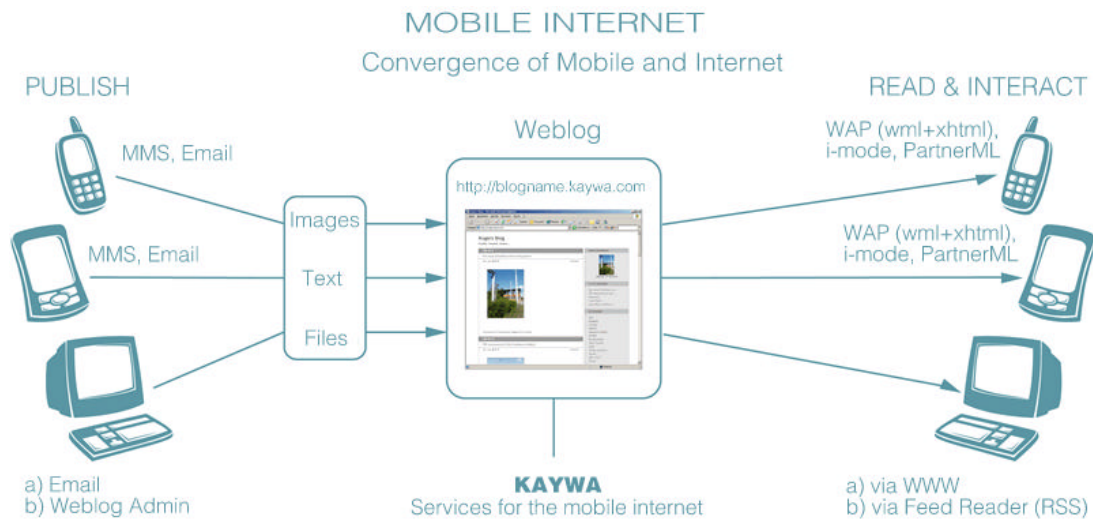 MOBILE INTERNET
Convergence of Mobile and Internet
PUBLISH
READ & INTERACT
MMS, Email
MMS, Email
a) Email
b) Weblog Admin
Images
Text
Files
Weblog
http://blogname.kaywa.com
KAYWA
Services for the mobile internet
WAP (wml+xhtml),
i-mode, PartnerML
WAP (wml+xhtml),
i-mode, PartnerML
a) via WWW
b) via Feed Reader (RSS)